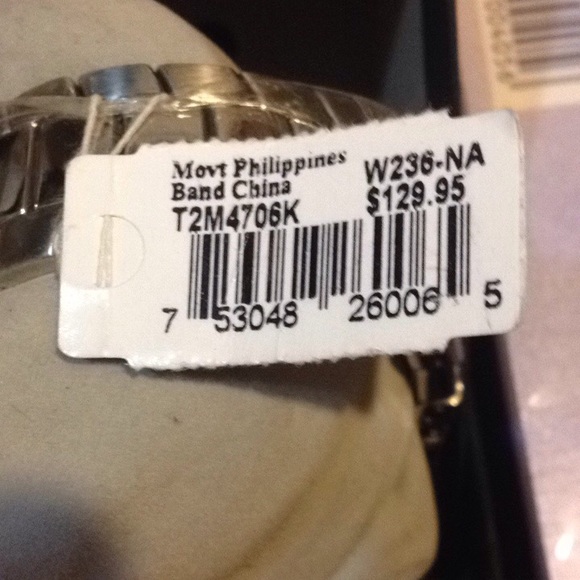 Movt Philippines
Band China
T2M4706K
W236-NA
$129.95
7 53048 26006 5